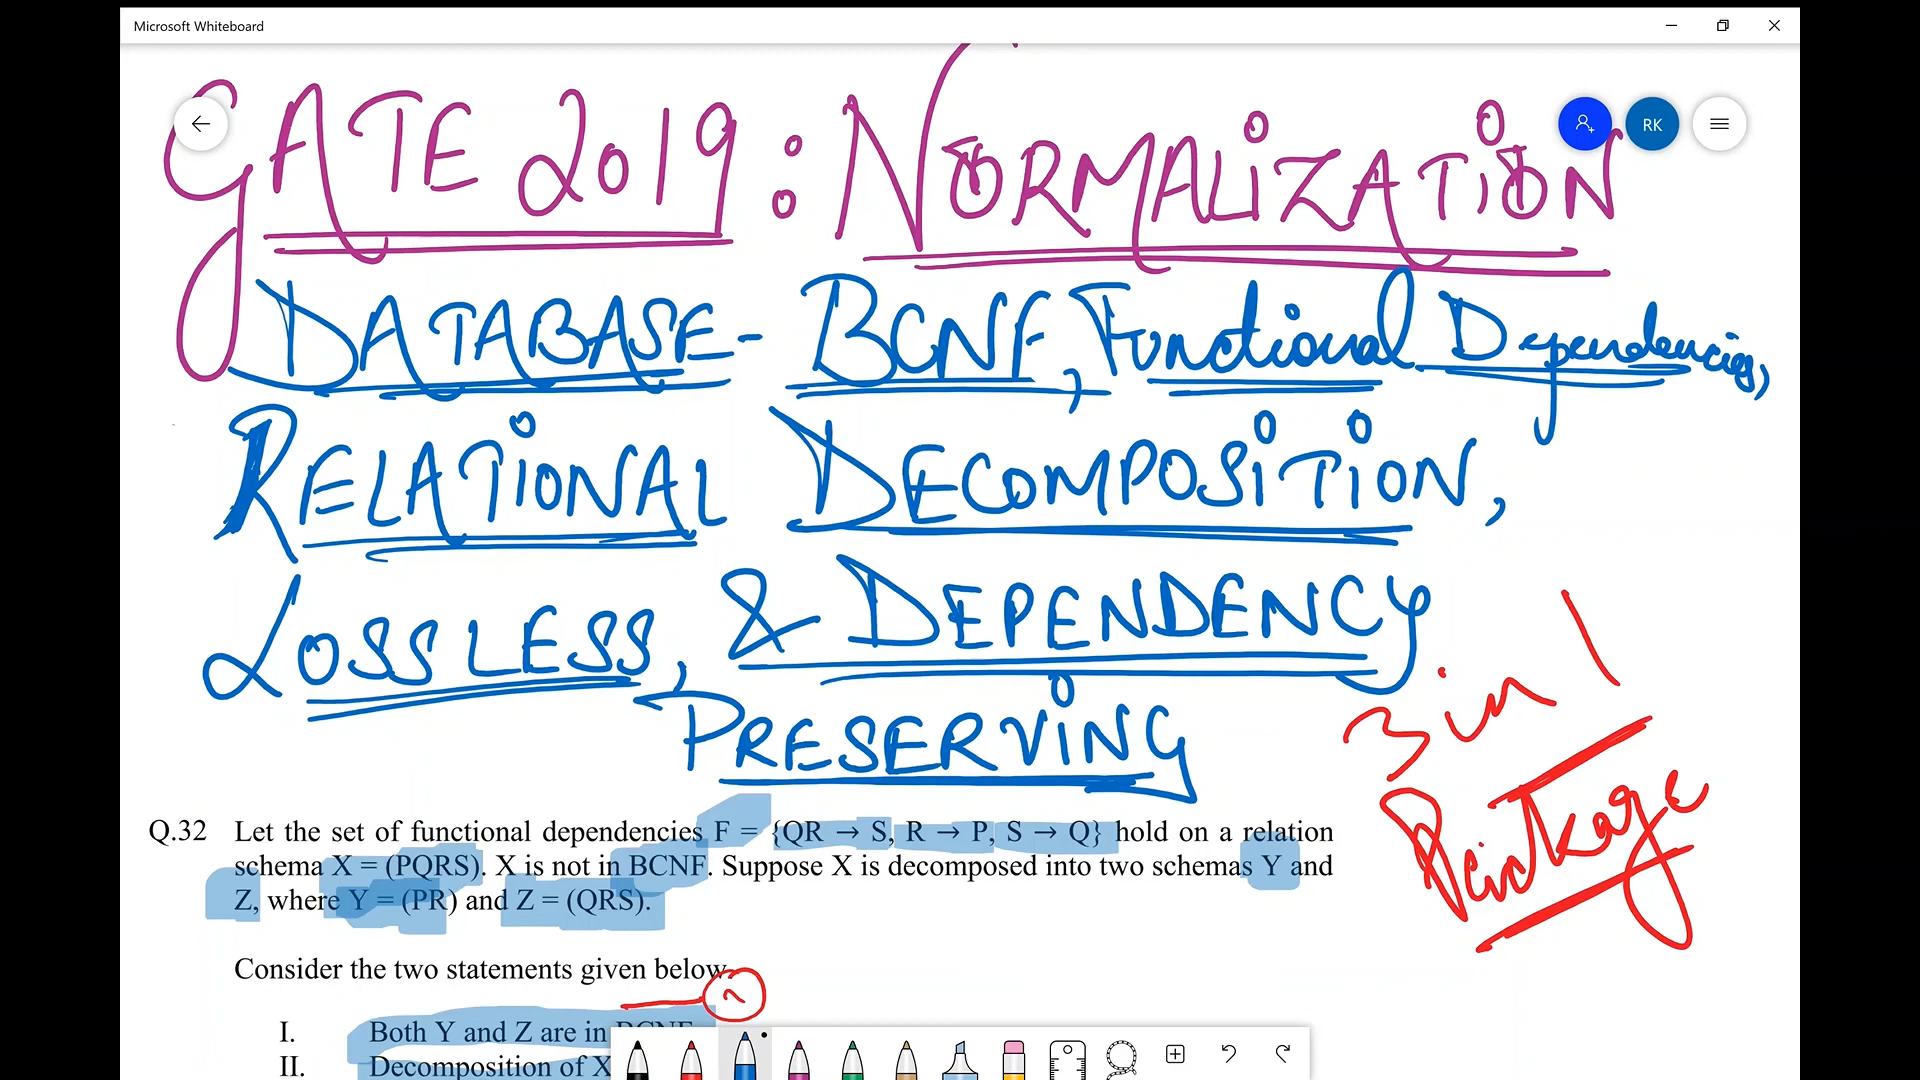 Microsoft Whiteboard
GATE 2019 : NORMALIZATION
RK
DATABASE - BCNF, Functional Dependencies,
RELATIONAL DECOMPOSITION,
LOSSLESS, & DEPENDENCY
PRESERVING
3 in 1
Package
Q.32 Let the set of functional dependencies F = {QR → S, R → P, S → Q} hold on a relation
schema X = (PQRS). X is not in BCNF. Suppose X is decomposed into two schemas Y and
Z, where Y = (PR) and Z = (QRS).
Consider the two statements given below
I. Both Y and Z are in BCNF
II. Decomposition of X